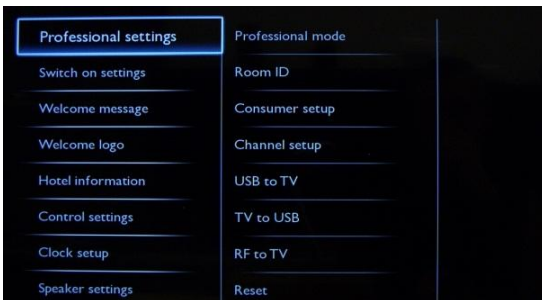 Professional settings
Switch on settings
Welcome message
Welcome logo
Hotel information
Control settings
Clock setup
Speaker settings
Professional mode
Room ID
Consumer setup
Channel setup
USB to TV
TV to USB
RF to TV
Reset